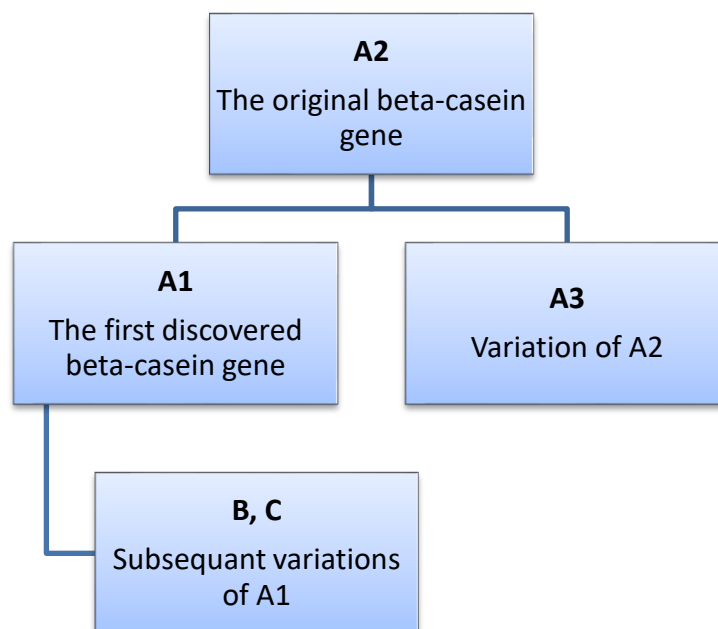 A2
The original beta-casein
gene
A1
The first discovered
beta-casein gene
A3
Variation of A2
B, C
Subsequant variations
of A1